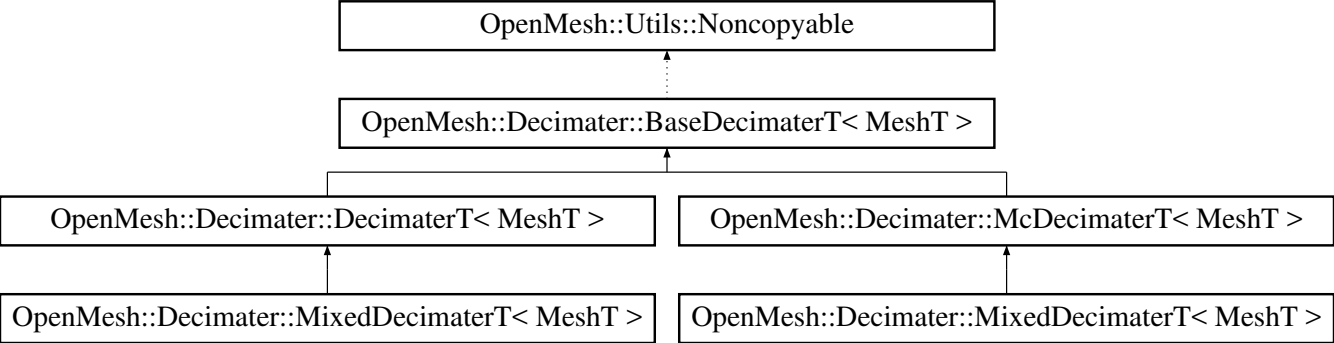 OpenMesh::Utils::Noncopyable
OpenMesh::Decimater::BaseDecimaterT< MeshT >
OpenMesh::Decimater::DecimaterT< MeshT >
OpenMesh::Decimater::McDecimaterT< MeshT >
OpenMesh::Decimater::MixedDecimaterT< MeshT >
OpenMesh::Decimater::MixedDecimaterT< MeshT >